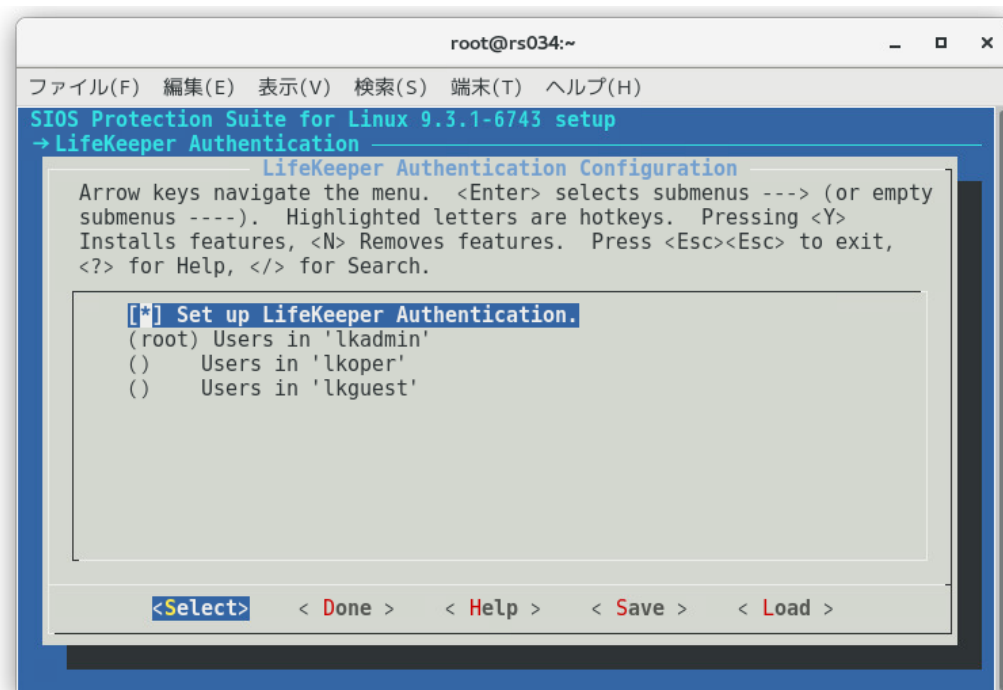 root@rs034:~
ファイル(F) 編集(E) 表示(V) 検索(S) 端末(T) ヘルプ(H)
SIOS Protection Suite for Linux 9.3.1-6743 setup
→ LifeKeeper Authentication
LifeKeeper Authentication Configuration
Arrow keys navigate the menu. <Enter> selects submenus ---> (or empty
submenus ----). Highlighted letters are hotkeys. Pressing <Y>
Installs features, <N> Removes features. Press <Esc><Esc> to exit,
<?> for Help, </> for Search.
[*] Set up LifeKeeper Authentication.
(root) Users in 'lkadmin'
() Users in 'lkoper'
() Users in 'lkguest'
<Select> < Done > < Help > < Save > < Load >